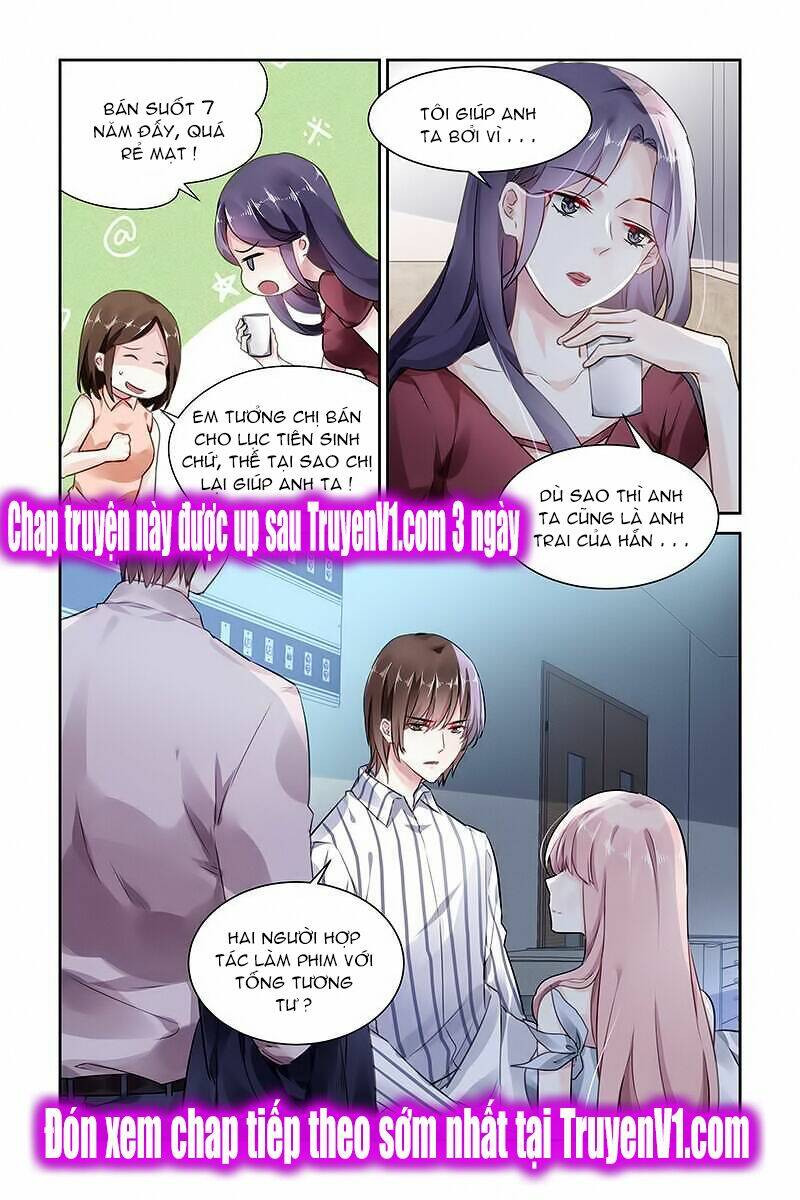 BÁN SUỐT 7
NĂM ĐẤY, QUÁ
RẺ MẠT !
@
EM TƯỞNG CHỊ BÁN
CHO LỤC TIÊN SINH
CHỨ, THẾ TẠI SAO CHỊ
LẠI GIÚP ANH TA !
TÔI GIÚP ANH
TA BỞI VÌ . . .
DÙ SAO THÌ ANH
TA CŨNG LÀ ANH
TRAI CỦA HẮN . . .
Chap truyện này được up sau TruyenV1.com 3 ngày
HAI NGƯỜI HỢP
TÁC LÀM PHIM VỚI
TỐNG TƯƠNG
TƯ ?
Đón xem chap tiếp theo sớm nhất tại TruyenV1.com